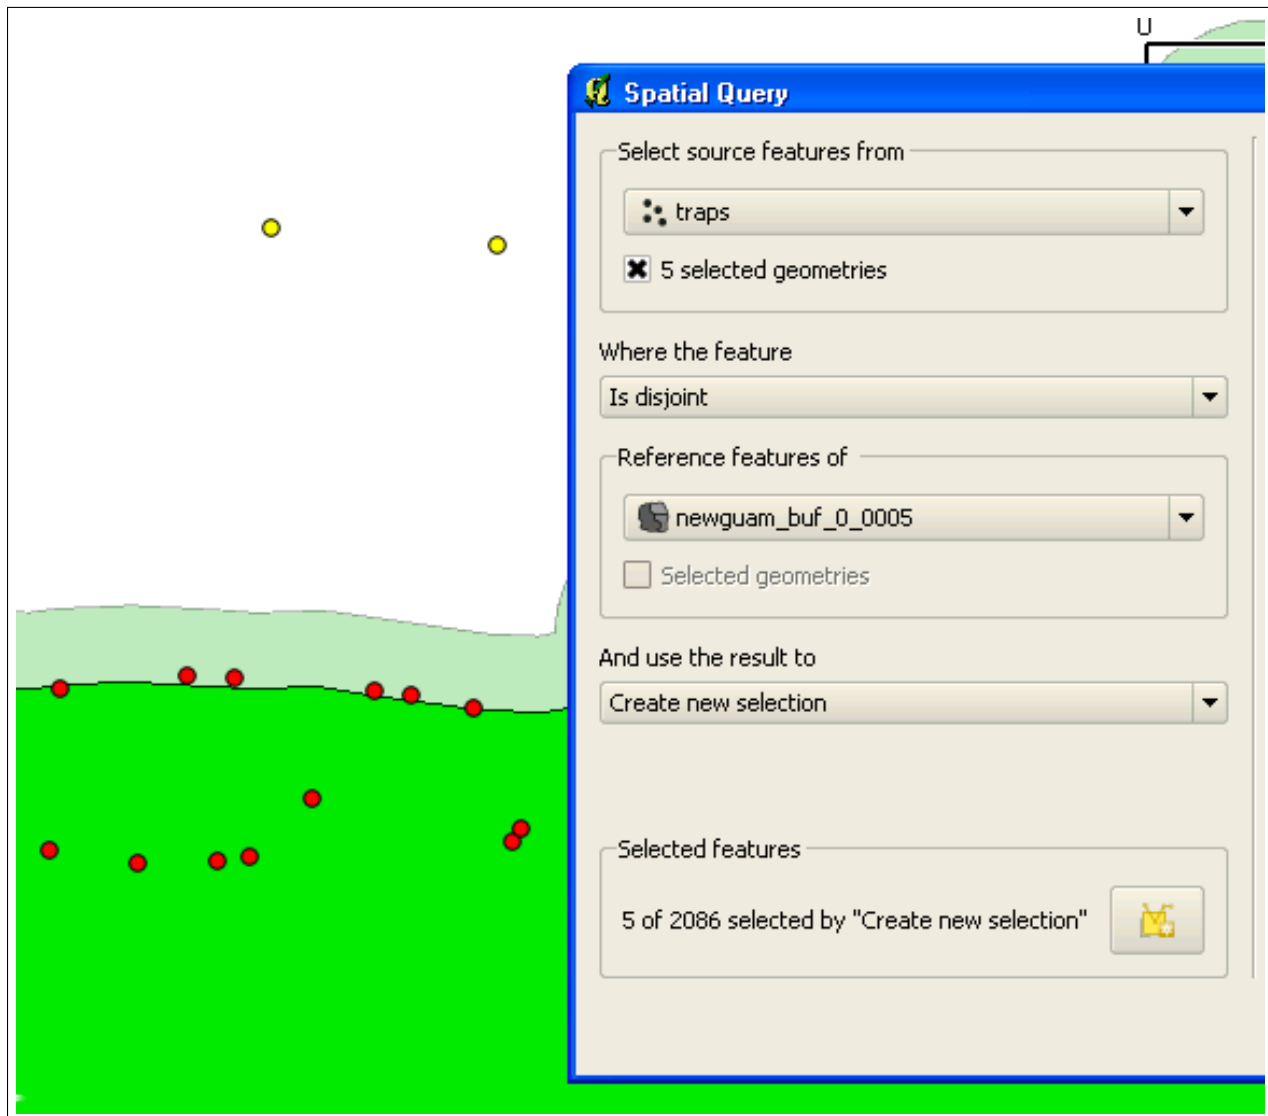 U
Spatial Query
Select source features from
traps
5 selected geometries
Where the feature
Is disjoint
Reference features of
newguam_buf_0_0005
Selected geometries
And use the result to
Create new selection
Selected features
5 of 2086 selected by "Create new selection"